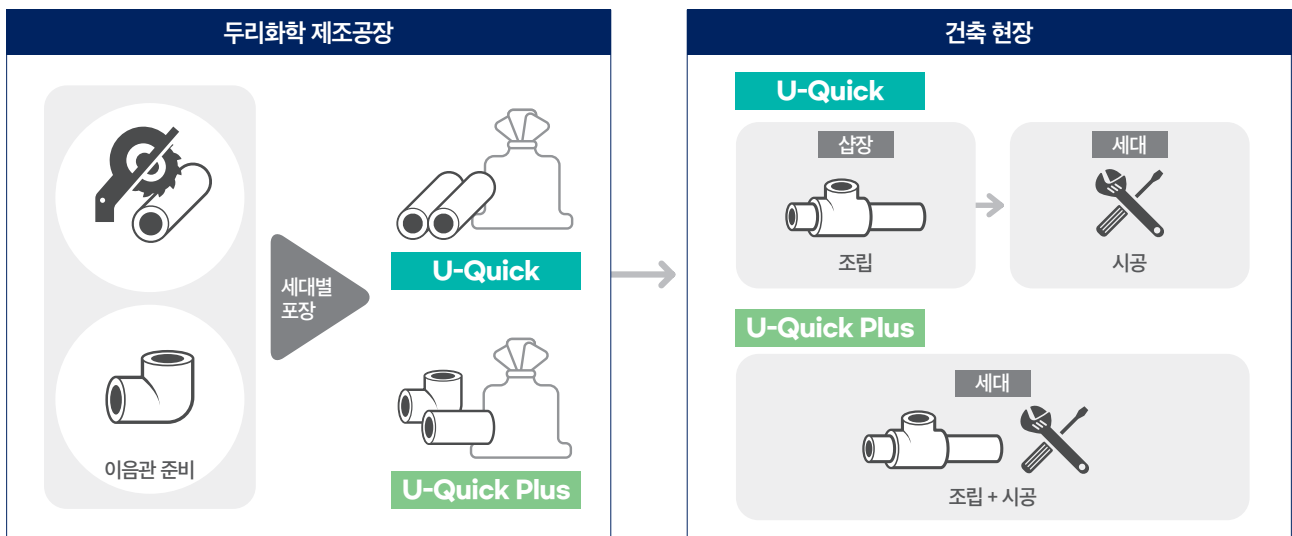 두리화학 제조공장
이음관 준비
세대별
포장
U-Quick
U-Quick Plus
건축 현장
U-Quick
샵장
조립
세대
시공
U-Quick Plus
세대
조립 + 시공